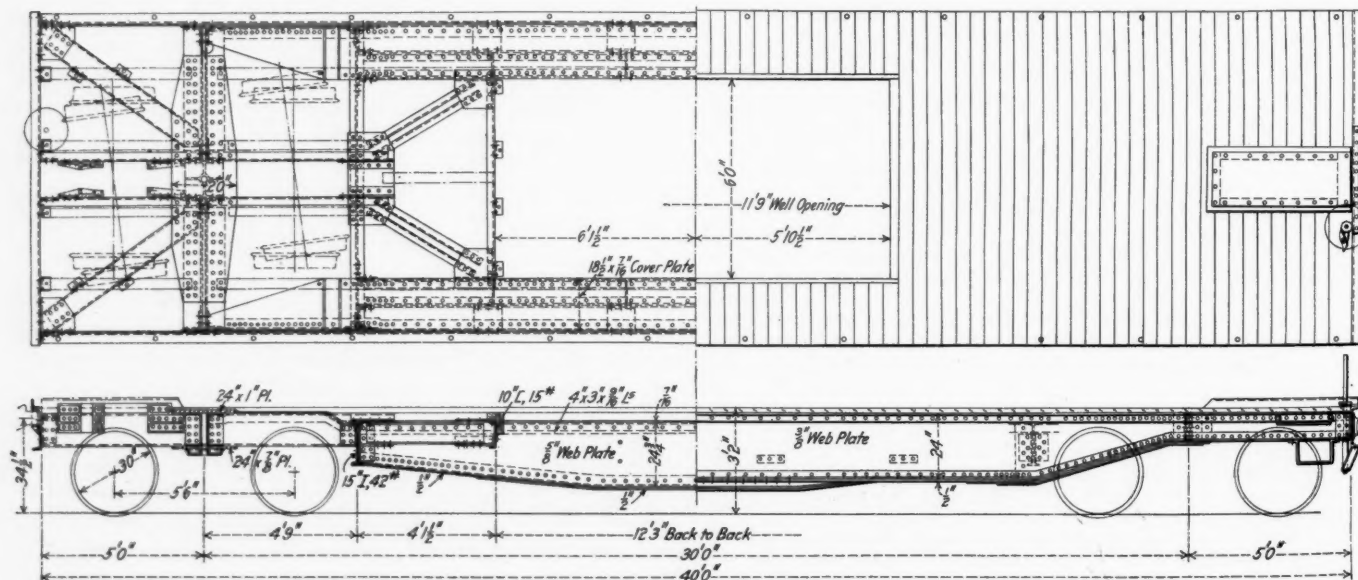 20"
6'0"
11'9" Well Opening
6'1½"
5'10½"
18½" x 7/16" Cover Plate
24" x 1" Pl.
10" [, 15#
4" x 3" x 9/16" Ls
7/16"
5/8" Web Plate
24¼"
3'2"
3/8" Web Plate
24"
34½"
30"
24" x 7/8" Pl.
15" I, 42#
½"
½"
½"
5'6"
4'9"
4'1½"
12'3" Back to Back
5'0"
30'0"
5'0"
40'0"